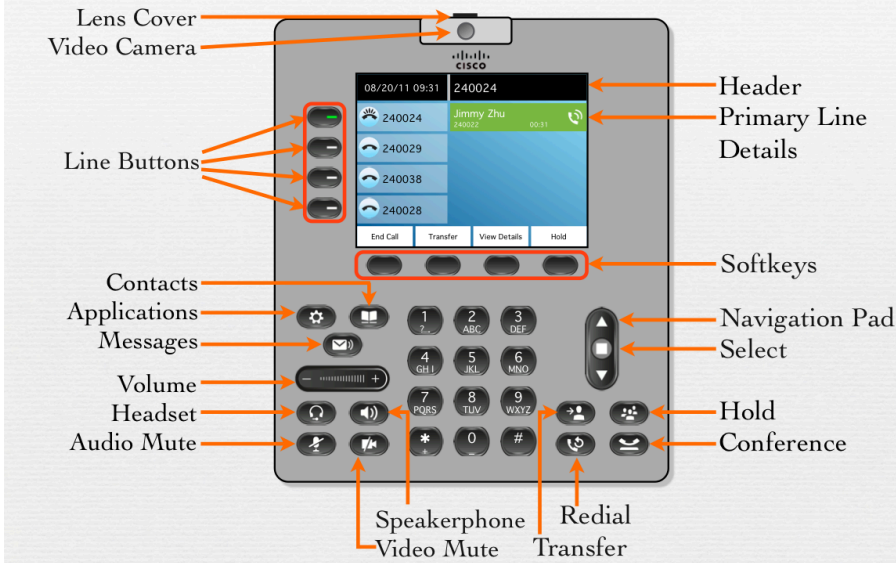 Lens Cover
Video Camera
CISCO
08/20/11 09:31
240024
Header
240024
Jimmy Zhu
240022
00:31
Primary Line
Details
Line Buttons
240029
240038
240028
End Call
Transfer
View Details
Hold
Softkeys
Contacts
Applications
Messages
Volume
Headset
Audio Mute
1
2
ABC
3
DEF
4
GHI
5
JKL
6
MNO
7
PQRS
8
TUV
9
WXYZ
*
+
0
#
Navigation Pad
Select
Hold
Conference
Speakerphone
Video Mute
Redial
Transfer